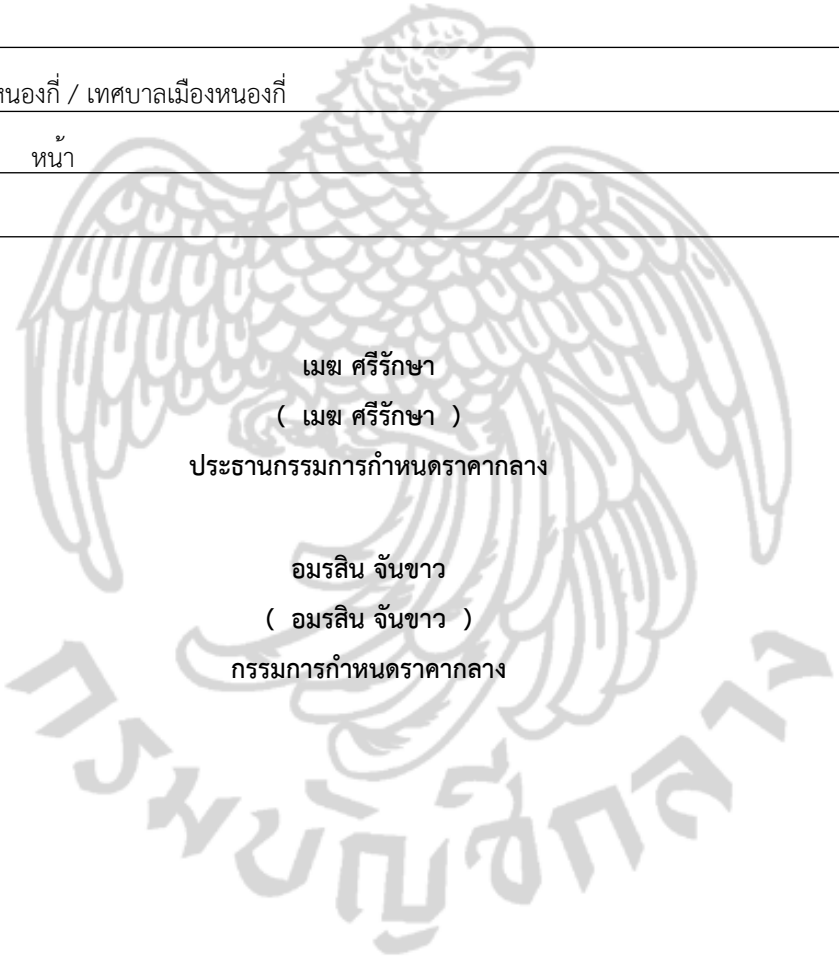 หนองกี่ / เทศบาลเมืองหนองกี่
หน้า
เมฆ ศรีรักษา
( เมฆ ศรีรักษา )
ประธานกรรมการกำหนดราคากลาง
อมรสิน จันขาว
( อมรสิน จันขาว )
กรรมการกำหนดราคากลาง
กรมบัญชีกลาง